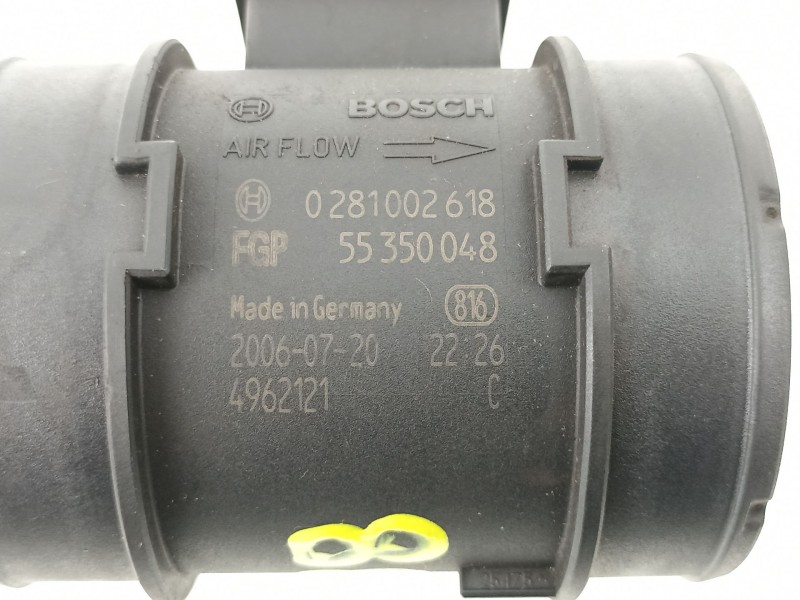 BOSCH
AIR FLOW
0 281 002 618
FGP 55 350 048
Made in Germany 816
2006-07-20 22 26
4962121 C